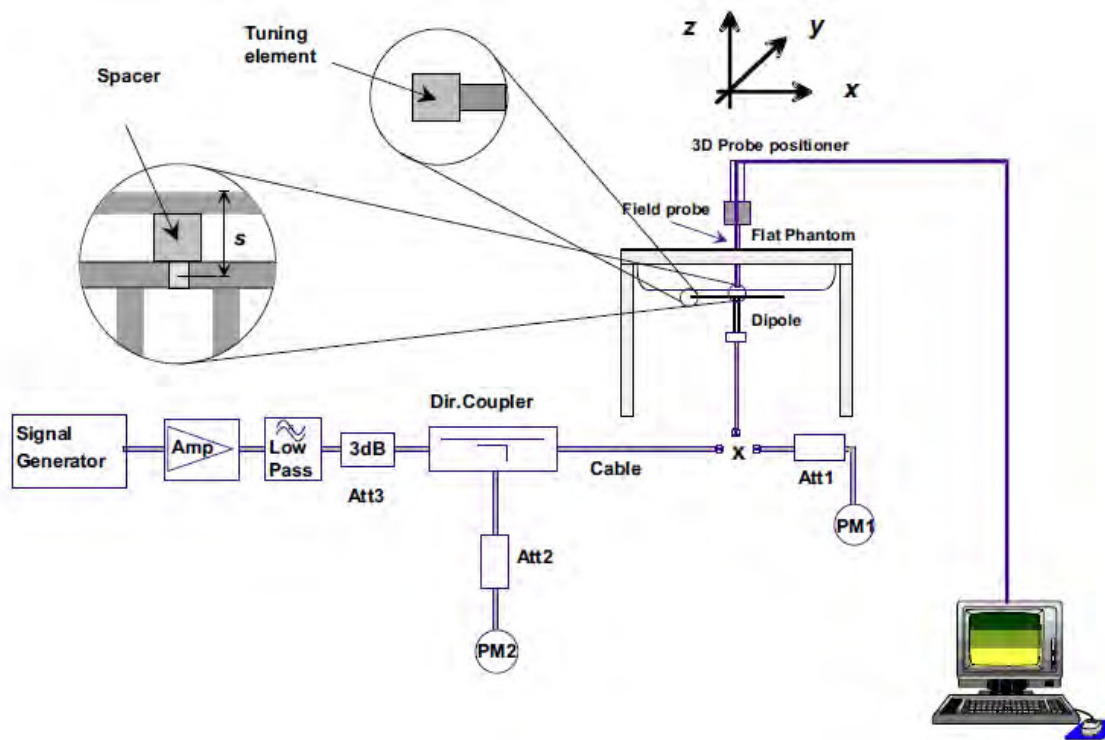 Tuning
element
Spacer
s
z
y
x
3D Probe positioner
Field probe
Flat Phantom
Dipole
Dir.Coupler
Signal
Generator
Amp
Low
Pass
3dB
Att3
Cable
x
Att1
PM1
Att2
PM2